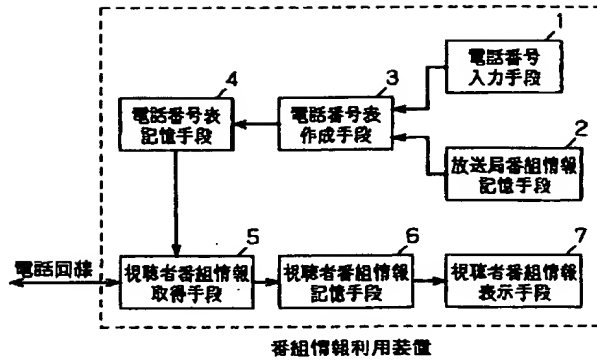 1
電話番号
入力手段
4
電話番号表
記憶手段
3
電話番号表
作成手段
2
放送局番組情報
記憶手段
電話回線
5
視聴者番組情報
取得手段
6
視聴者番組情報
記憶手段
7
視聴者番組情報
表示手段
番組情報利用装置